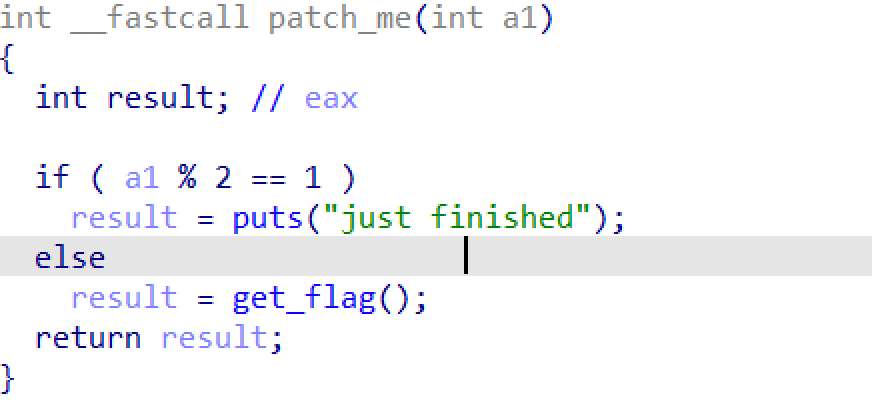 int __fastcall patch_me(int a1)
{
int result; // eax
if ( a1 % 2 == 1 )
result = puts("just finished");
else
result = get_flag();
return result;
}